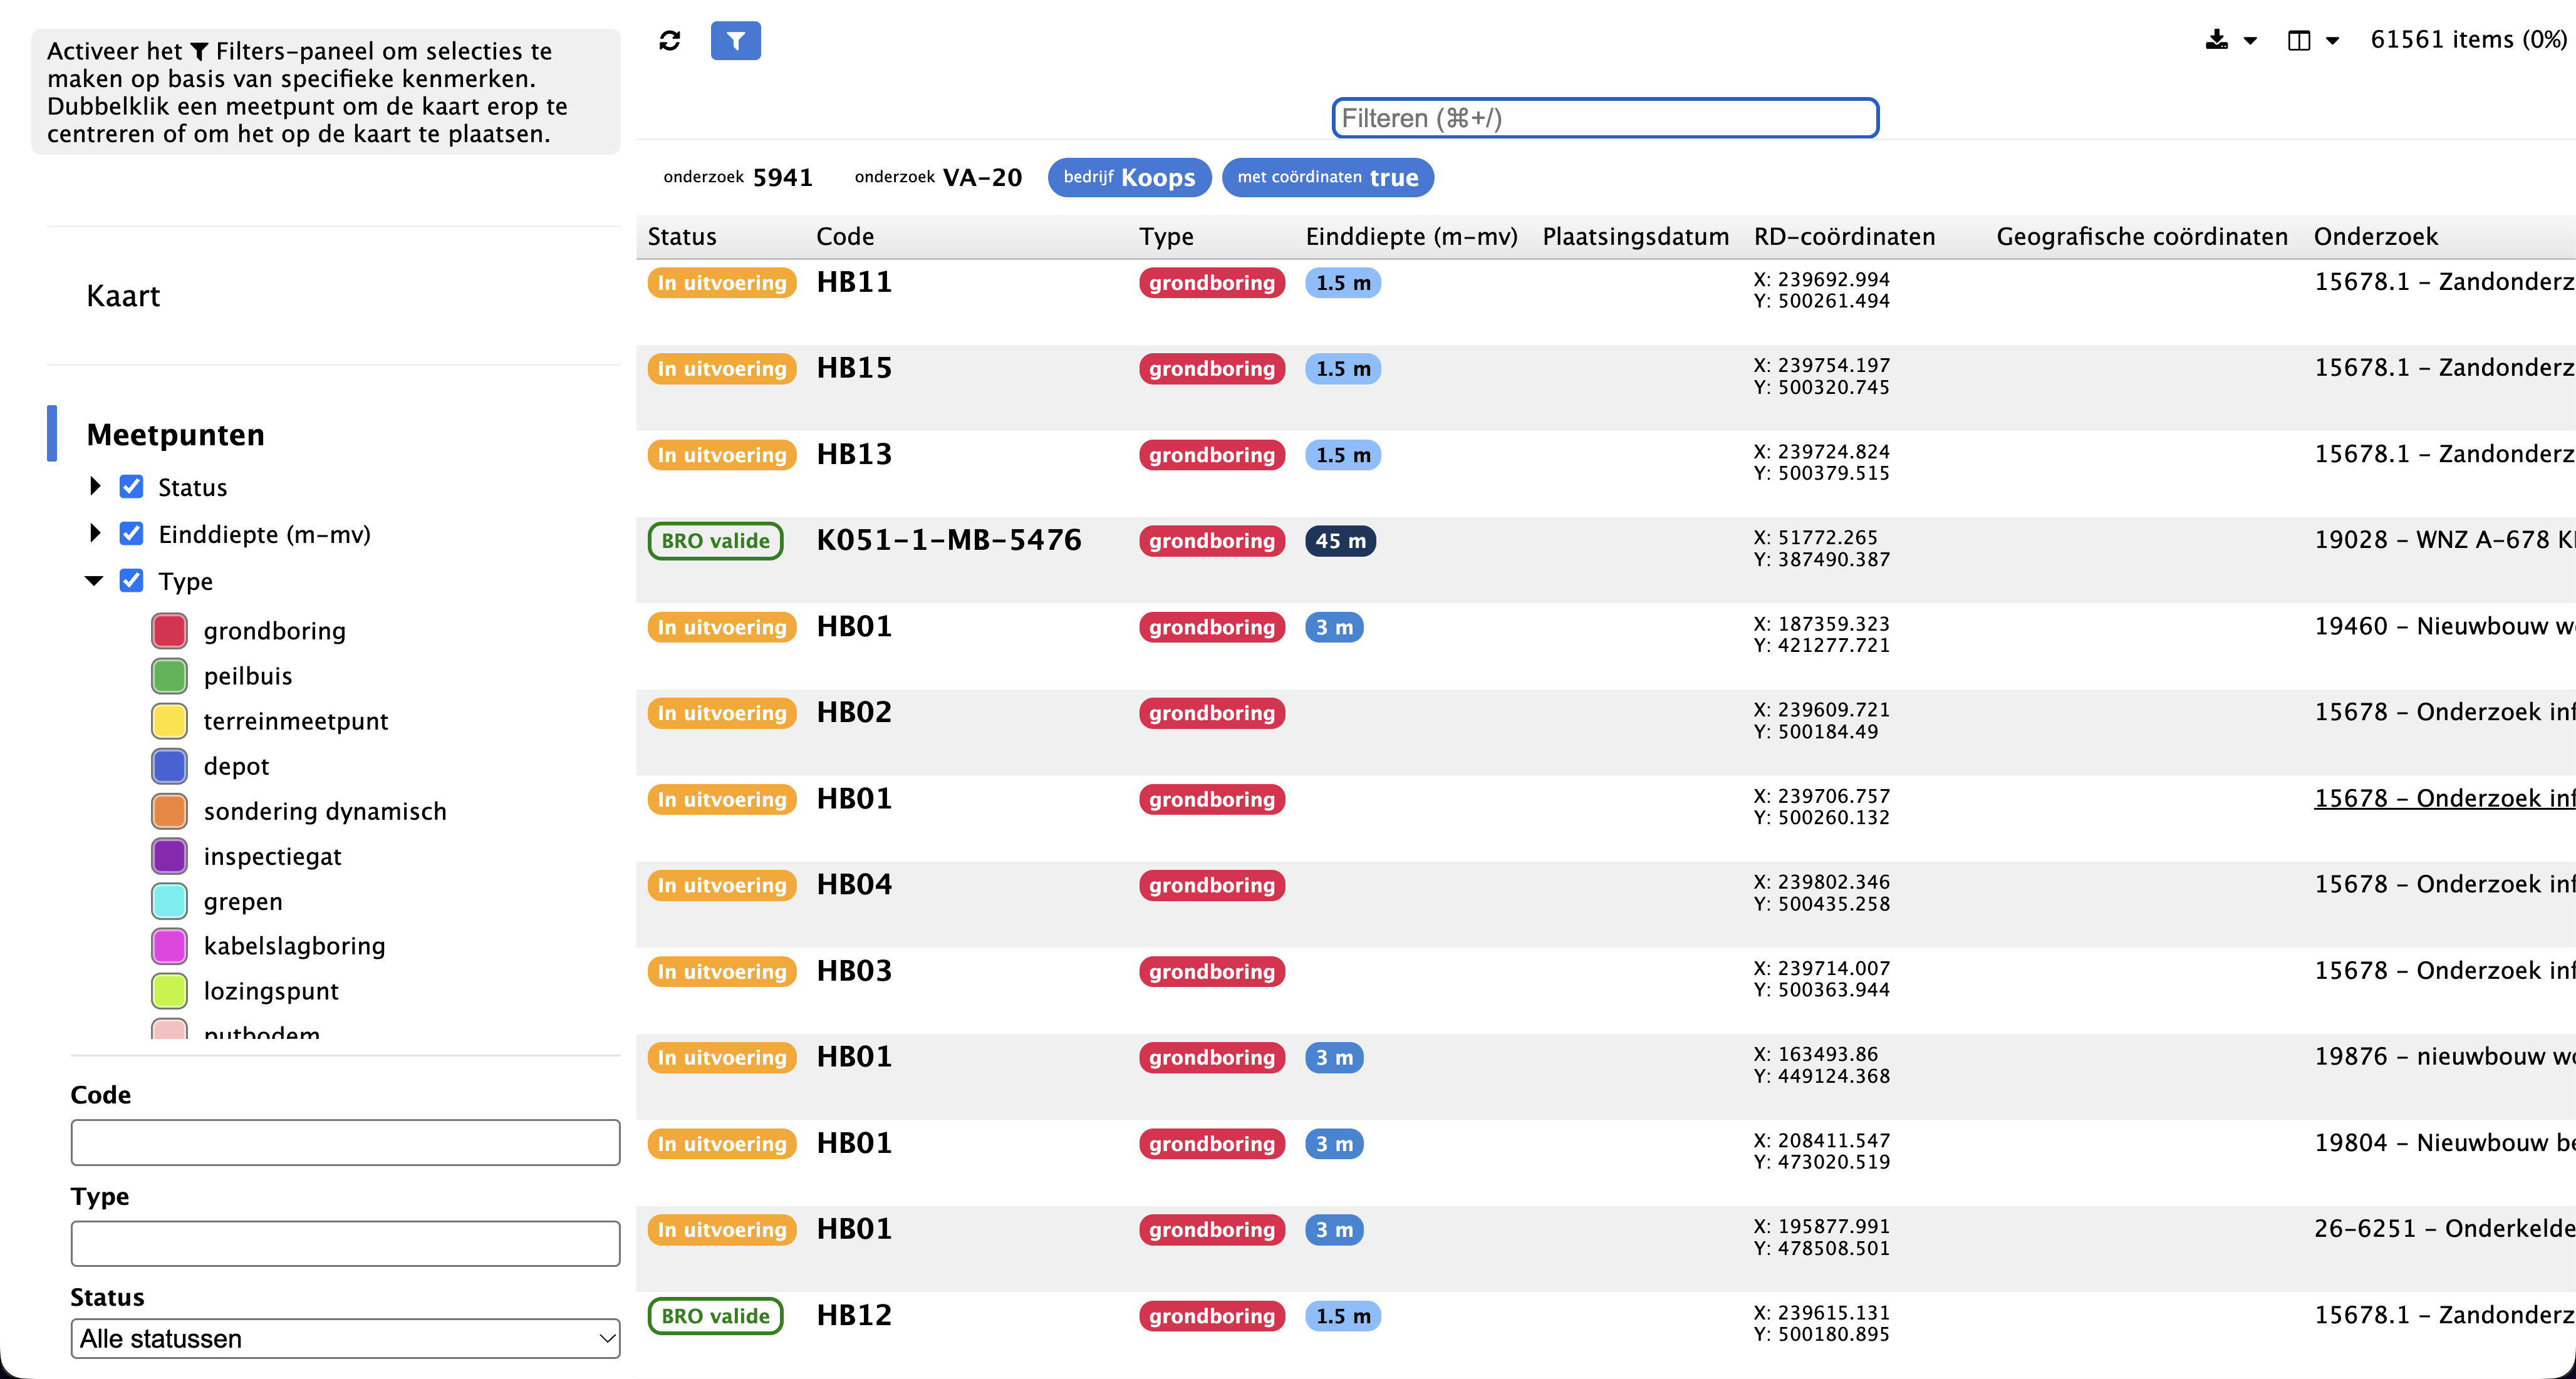 Activeer het Filters-paneel om selecties te
maken op basis van specifieke kenmerken.
Dubbelklik een meetpunt om de kaart erop te
centreren of om het op de kaart te plaatsen.
Kaart
Meetpunten
Status
Einddiepte (m-mv)
Type
grondboring
peilbuis
terreinmeetpunt
depot
sondering dynamisch
inspectiegat
grepen
kabelslagboring
lozingspunt
putbodem
Code
Type
Status
Alle statussen
61561 items (0%)
Filteren (⌘+/)
onderzoek 5941 onderzoek VA-20 bedrijf Koops met coördinaten true
Status Code Type Einddiepte (m-mv) Plaatsingsdatum RD-coördinaten Geografische coördinaten Onderzoek
In uitvoering HB11 grondboring 1.5 m X: 239692.994 15678.1 - Zandonderz
Y: 500261.494
In uitvoering HB15 grondboring 1.5 m X: 239754.197 15678.1 - Zandonderz
Y: 500320.745
In uitvoering HB13 grondboring 1.5 m X: 239724.824 15678.1 - Zandonderz
Y: 500379.515
BRO valide K051-1-MB-5476 grondboring 45 m X: 51772.265 19028 - WNZ A-678
Y: 387490.387
In uitvoering HB01 grondboring 3 m X: 187359.323 19460 - Nieuwbouw
Y: 421277.721
In uitvoering HB02 grondboring X: 239609.721 15678 - Onderzoek inf
Y: 500184.49
In uitvoering HB01 grondboring X: 239706.757 15678 - Onderzoek inf
Y: 500260.132
In uitvoering HB04 grondboring X: 239802.346 15678 - Onderzoek inf
Y: 500435.258
In uitvoering HB03 grondboring X: 239714.007 15678 - Onderzoek inf
Y: 500363.944
In uitvoering HB01 grondboring 3 m X: 163493.86 19876 - nieuwbouw
Y: 449124.368
In uitvoering HB01 grondboring 3 m X: 208411.547 19804 - Nieuwbouw be
Y: 473020.519
In uitvoering HB01 grondboring 3 m X: 195877.991 26-6251 - Onderkelde
Y: 478508.501
BRO valide HB12 grondboring 1.5 m X: 239615.131 15678.1 - Zandonderz
Y: 500180.895